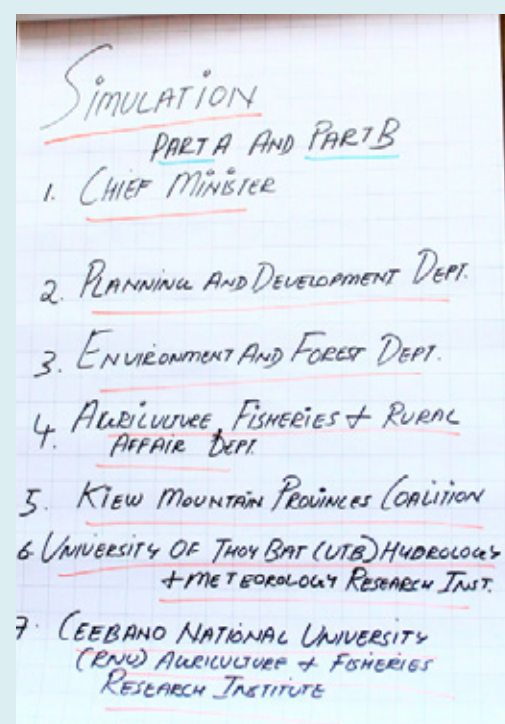 SIMULATION
PART A AND PART B
1. CHIEF MINISTER
2. PLANNING AND DEVELOPMENT DEPT.
3. ENVIRONMENT AND FOREST DEPT.
4. AGRICULTURE, FISHERIES + RURAL
AFFAIR DEPT.
5. KIEW MOUNTAIN PROVINCES COALITION
6. UNIVERSITY OF THOY BAT (UTB) HYDROLOGY
+ METEOROLOGY RESEARCH INST.
7. CEEBANO NATIONAL UNIVERSITY
(RNU) AGRICULTURE + FISHERIES
RESEARCH INSTITUTE